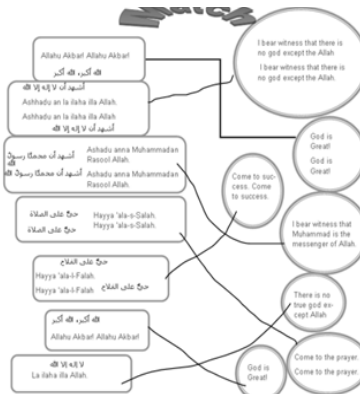 Match
Allahu Akbar! Allahu Akbar!
الله أكبر، الله أكبر
أشهد أن لا إله إلا الله
Ashhadu an la ilaha illa Allah.
Ashhadu an la ilaha illa Allah
أشهد أن لا إله إلا الله
Ashadu anna Muhammadan
Rasool Allah.
أشهد أن محمدًا رسول الله
أشهد أن محمدًا رسول الله
Ashadu anna Muhammadan
Rasool Allah.
حيّ على الصلاة
Hayya 'ala-s-Salah.
Hayya 'ala-s-Salah.
حيّ على الصلاة
حيّ على الفلاح
Hayya 'ala-l-Falah.
Hayya 'ala-l-Falah
حيّ على الفلاح
الله أكبر، الله أكبر
Allahu Akbar! Allahu Akbar!
لا إله إلا الله
La ilaha illa Allah.
I bear witness that there is
no god except the Allah
I bear witness that there is
no god except the Allah.
God is
Great!
God is
Great!
Come to suc-
cess. Come
to success.
I bear witness that
Muhammad is the
messenger of Allah.
There is no
true god ex-
cept Allah
Come to the prayer.
Come to the prayer.
God is
Great!